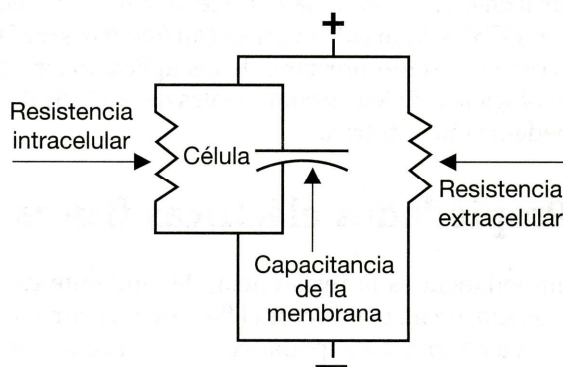 +
Resistencia
intracelular
Célula
Resistencia
extracelular
Capacitancia
de la
membrana
−